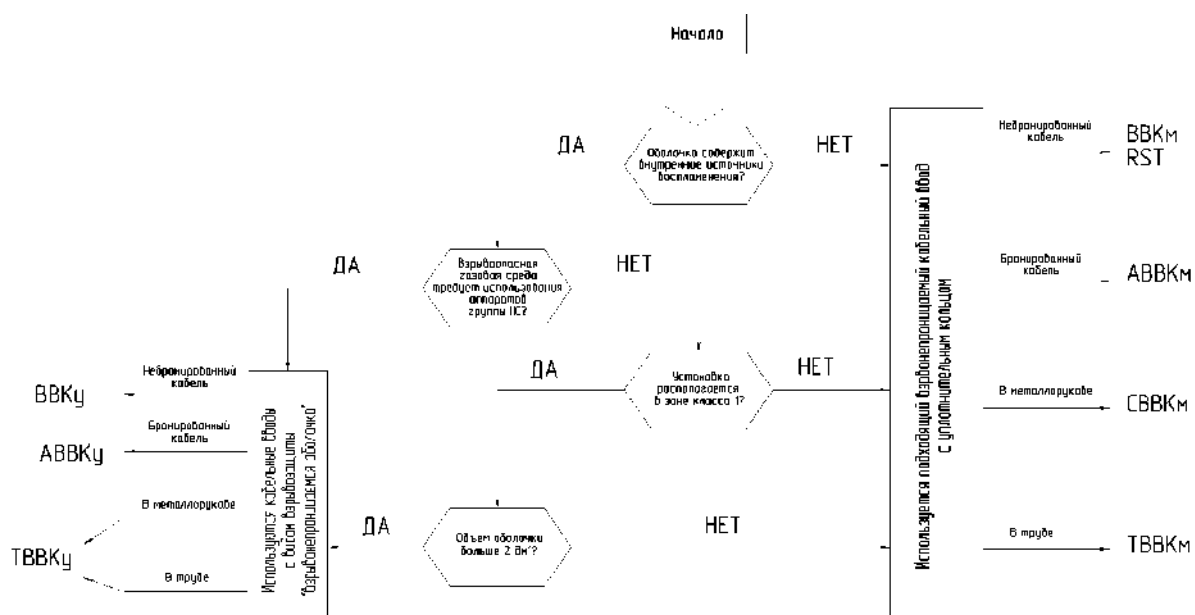 Начало
ДА
Оболочка содержит
внутренние источники
воспламенения?
НЕТ
ДА
Взрывоопасная
газовая среда
требует использования
аппаратов
группы IIC?
НЕТ
ДА
Установка
располагается
в зоне класса 1?
НЕТ
ДА
Объем оболочки
больше 2 дм³?
НЕТ
Используются кабельные вводы
с видом взрывозащиты
"взрывонепроницаемая оболочка"
Небронированный
кабель
ВВКу
Бронированный
кабель
АВВКу
В металлорукаве
ТВВКу
В трубе
Используется подходящий взрвонепроницаемый кабельный ввод
с уплотнительным кольцом
Небронированный
кабель
ВВКм
RST
Бронированный
кабель
АВВКм
В металлорукаве
СВВКм
В трубе
ТВВКм